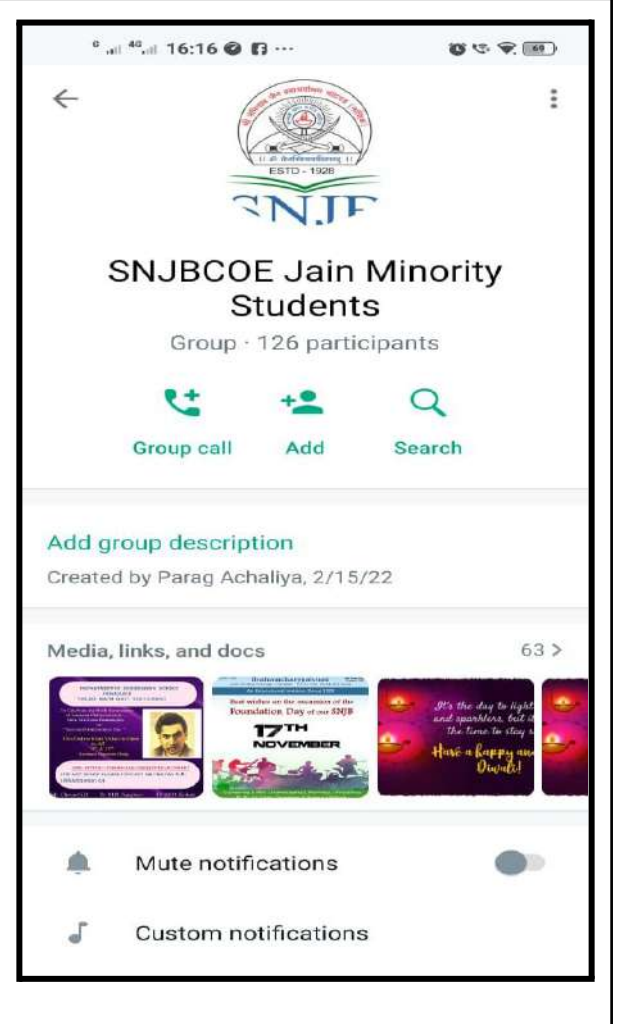 4G 16:16 69
ESTD - 1928
SNJB
SNJBCOE Jain Minority
Students
Group · 126 participants
Group call Add Search
Add group description
Created by Parag Achaliya, 2/15/22
Media, links, and docs 63 >
Best wishes on the occasion of the
Foundation Day of our SNJB
17TH
NOVEMBER
It's the day to light
and sparklers, but it
the time to stay s
Have a happy an
Diwali!
Mute notifications
Custom notifications